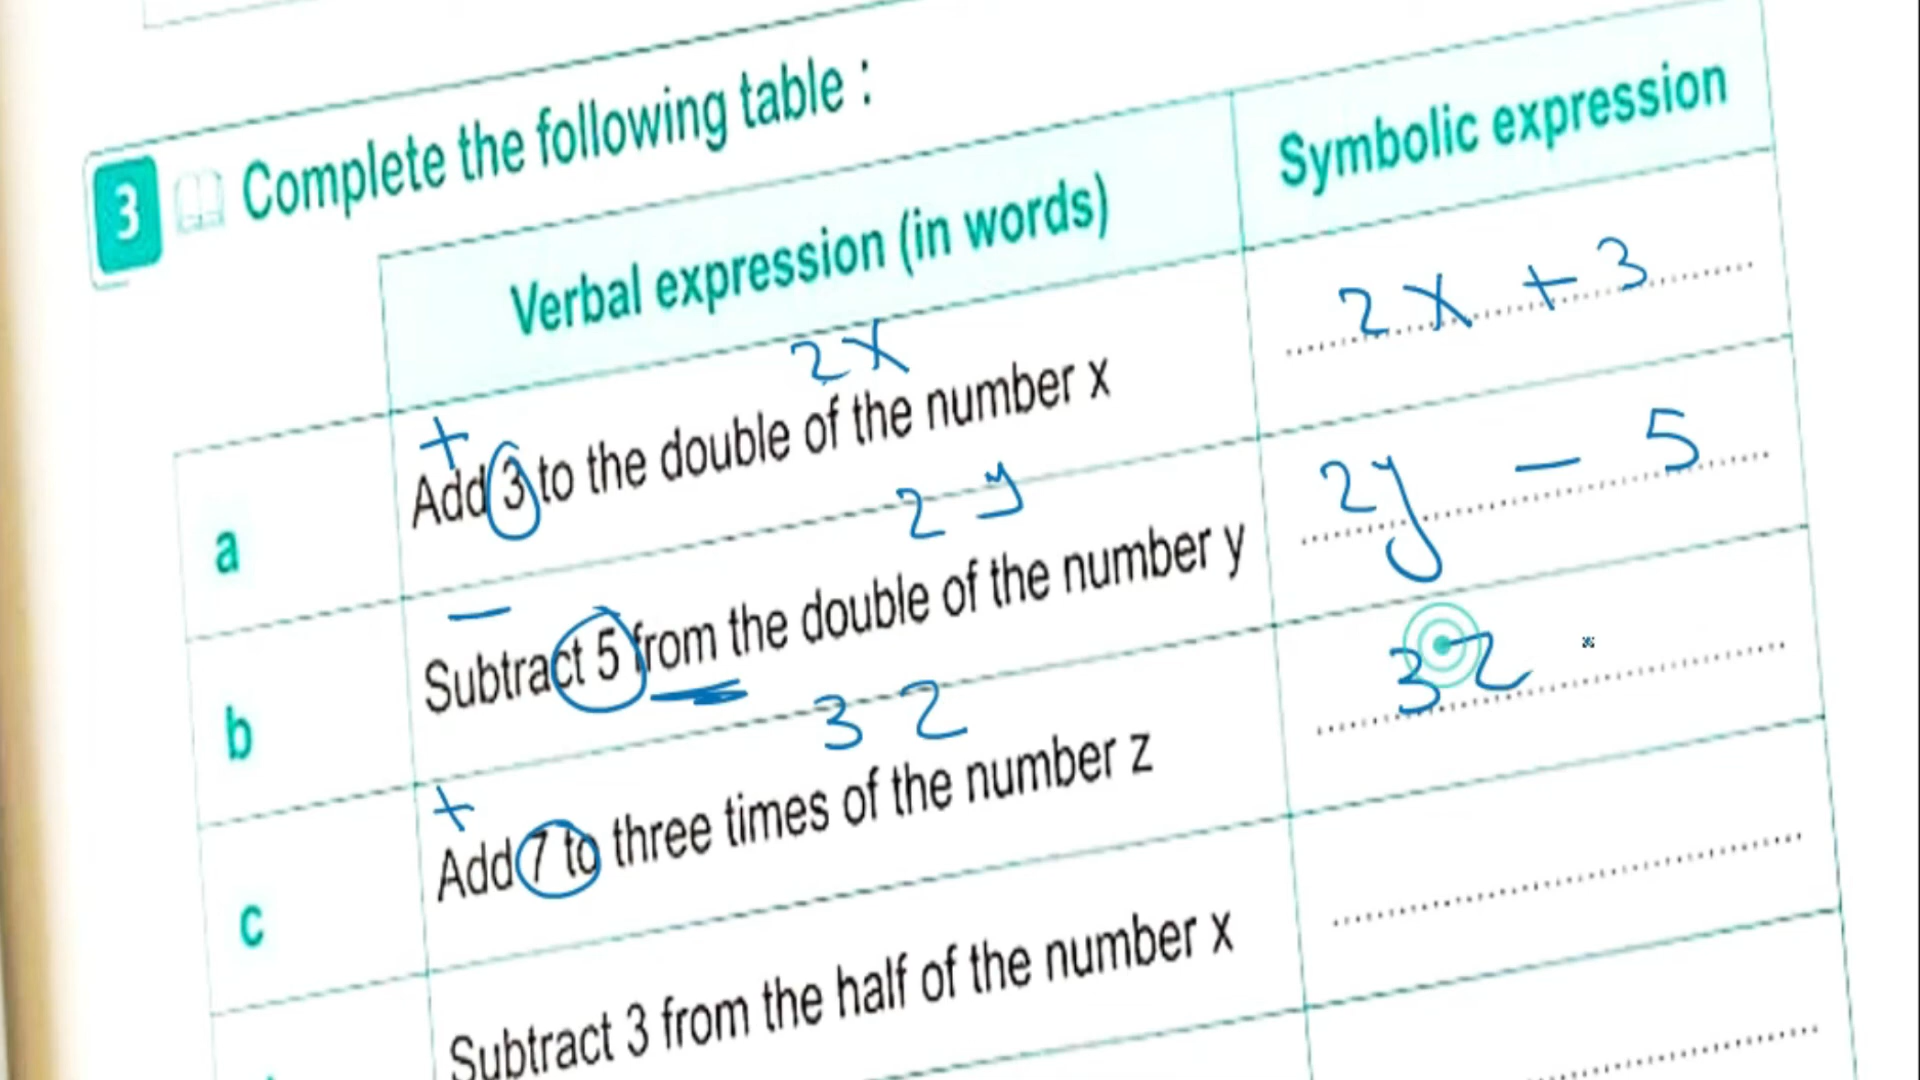 3 Complete the following table :
Verbal expression (in words) Symbolic expression
2x
+
a Add 3 to the double of the number x 2x + 3
2y
–
b Subtract 5 from the double of the number y 2y – 5
3z
+
c Add 7 to three times of the number z 3z
Subtract 3 from the half of the number x